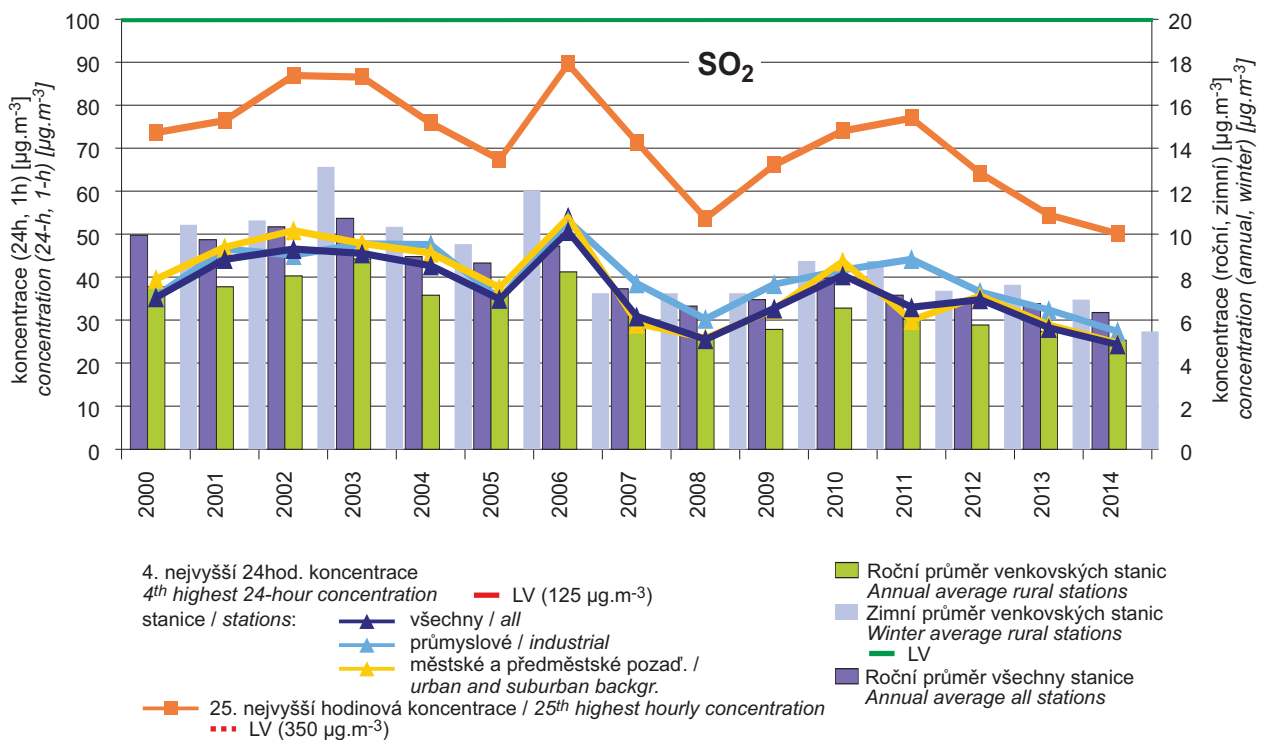 SO2
koncentrace (24h, 1h) [µg.m-3]
concentration (24-h, 1-h) [µg.m-3]
100
90
80
70
60
50
40
30
20
10
0
20
18
16
14
12
10
8
6
4
2
0
koncentrace (roční, zimní) [µg.m-3]
concentration (annual, winter) [µg.m-3]
2000
2001
2002
2003
2004
2005
2006
2007
2008
2009
2010
2011
2012
2013
2014
4. nejvyšší 24hod. koncentrace
4th highest 24-hour concentration
LV (125 µg.m-3)
stanice / stations:
všechny / all
průmyslové / industrial
městské a předměstské pozaď. /
urban and suburban backgr.
25. nejvyšší hodinová koncentrace / 25th highest hourly concentration
LV (350 µg.m-3)
Roční průměr venkovských stanic
Annual average rural stations
Zimní průměr venkovských stanic
Winter average rural stations
LV
Roční průměr všechny stanice
Annual average all stations